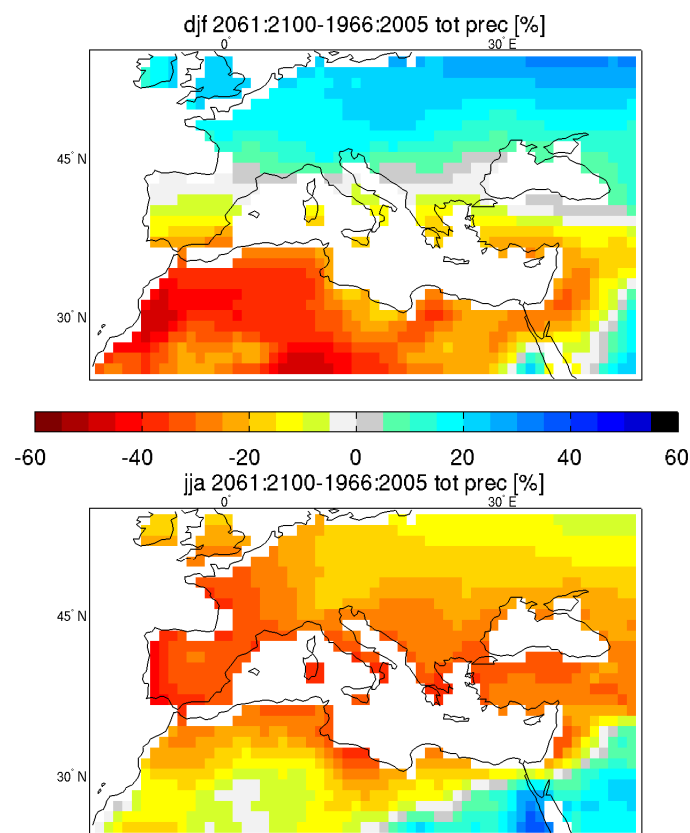 djf 2061:2100-1966:2005 tot prec [%]
0° 30° E
45° N
30° N
-60 -40 -20 0 20 40 60
jja 2061:2100-1966:2005 tot prec [%]
0° 30° E
45° N
30° N